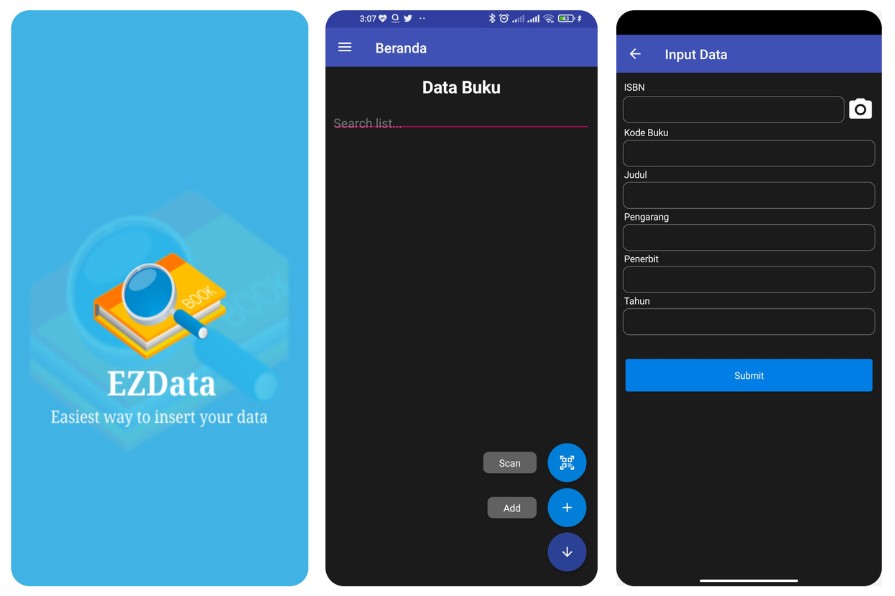 BOOK
EZData
Easiest way to insert your data
3:07
43
Beranda
Data Buku
Search list...
Scan
Add
Input Data
ISBN
Kode Buku
Judul
Pengarang
Penerbit
Tahun
Submit